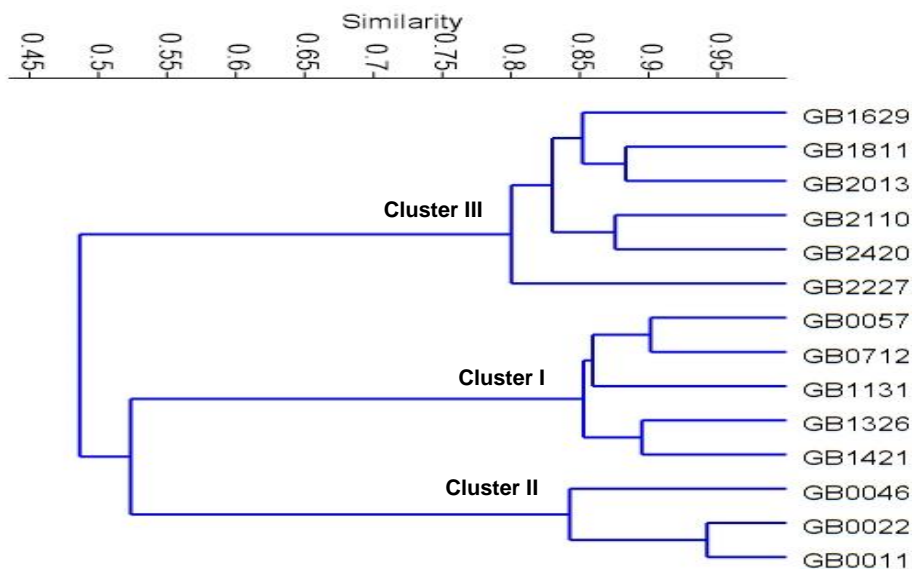 Similarity
0.45 0.5 0.55 0.6 0.65 0.7 0.75 0.8 0.85 0.9 0.95
GB1629
GB1811
GB2013
Cluster III
GB2110
GB2420
GB2227
GB0057
GB0712
Cluster I
GB1131
GB1326
GB1421
Cluster II
GB0046
GB0022
GB0011